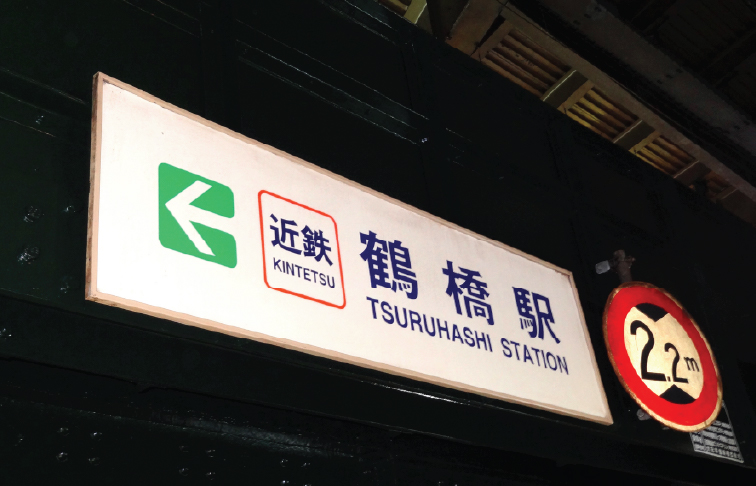 近鉄
KINTETSU
鶴橋駅
TSURUHASHI STATION
2.2m